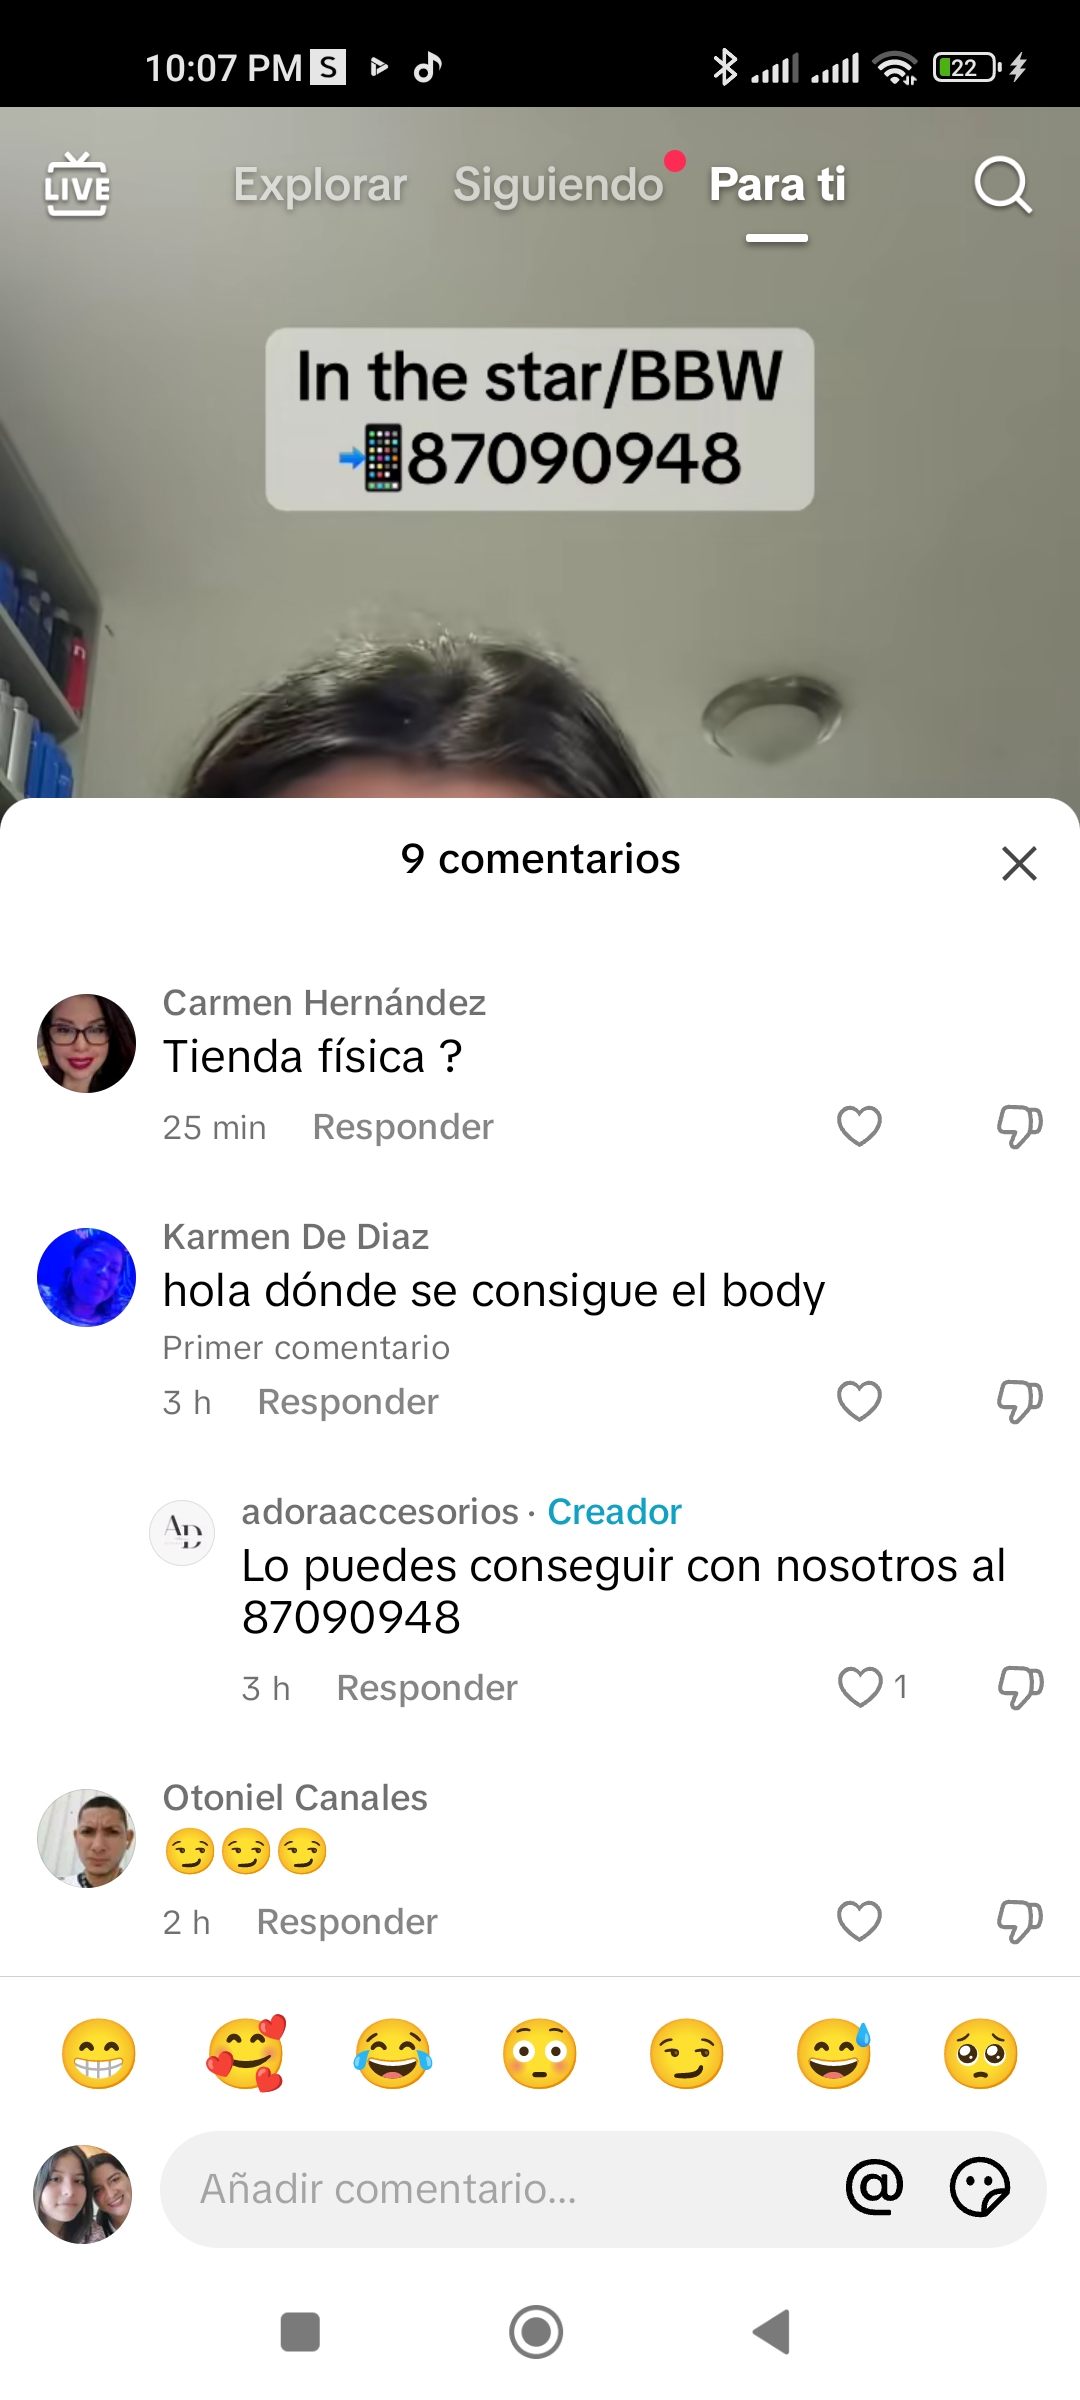 10:07 PM S
22
LIVE
Explorar
Siguiendo
Para ti
In the star/BBW
📲87090948
9 comentarios
Carmen Hernández
Tienda física ?
25 min Responder
Karmen De Diaz
hola dónde se consigue el body
Primer comentario
3 h Responder
AD
adoraaccesorios · Creador
Lo puedes conseguir con nosotros al
87090948
3 h Responder 1
Otoniel Canales
😏😏😏
2 h Responder
😁 🥰 😂 😳 😏 😅 🥺
Añadir comentario...
@